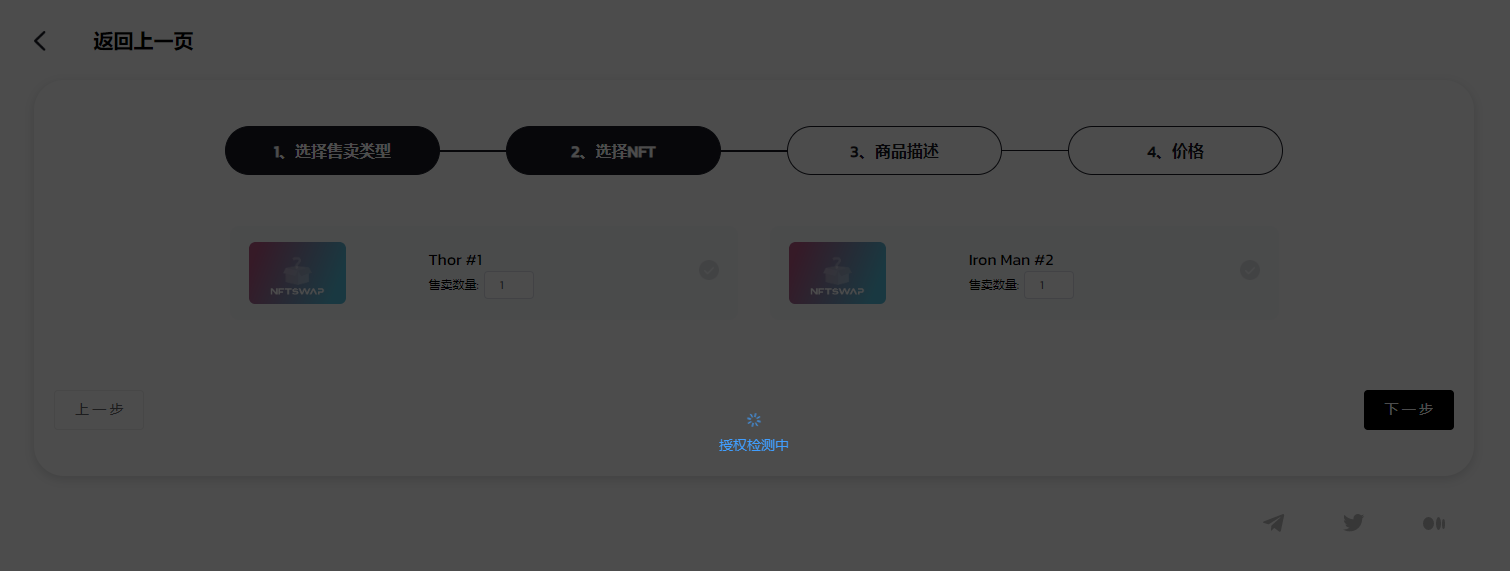 返回上一页
1、选择售卖类型
2、选择NFT
3、商品描述
4、价格
NFTSWAP
Thor #1
售卖数量: 1
NFTSWAP
Iron Man #2
售卖数量: 1
上一步
下一步
授权检测中